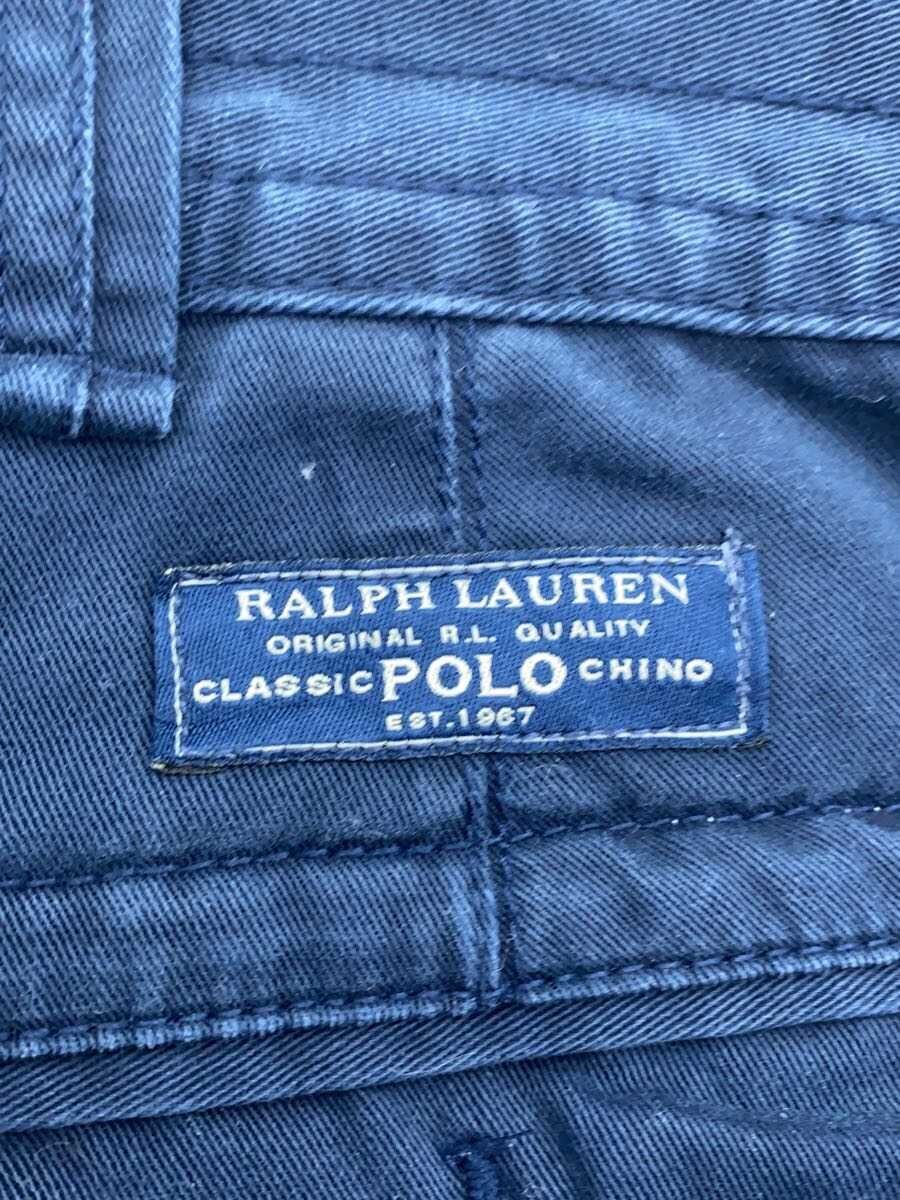 RALPH LAUREN
ORIGINAL R.L. QUALITY
CLASSIC POLO CHINO
EST. 1967